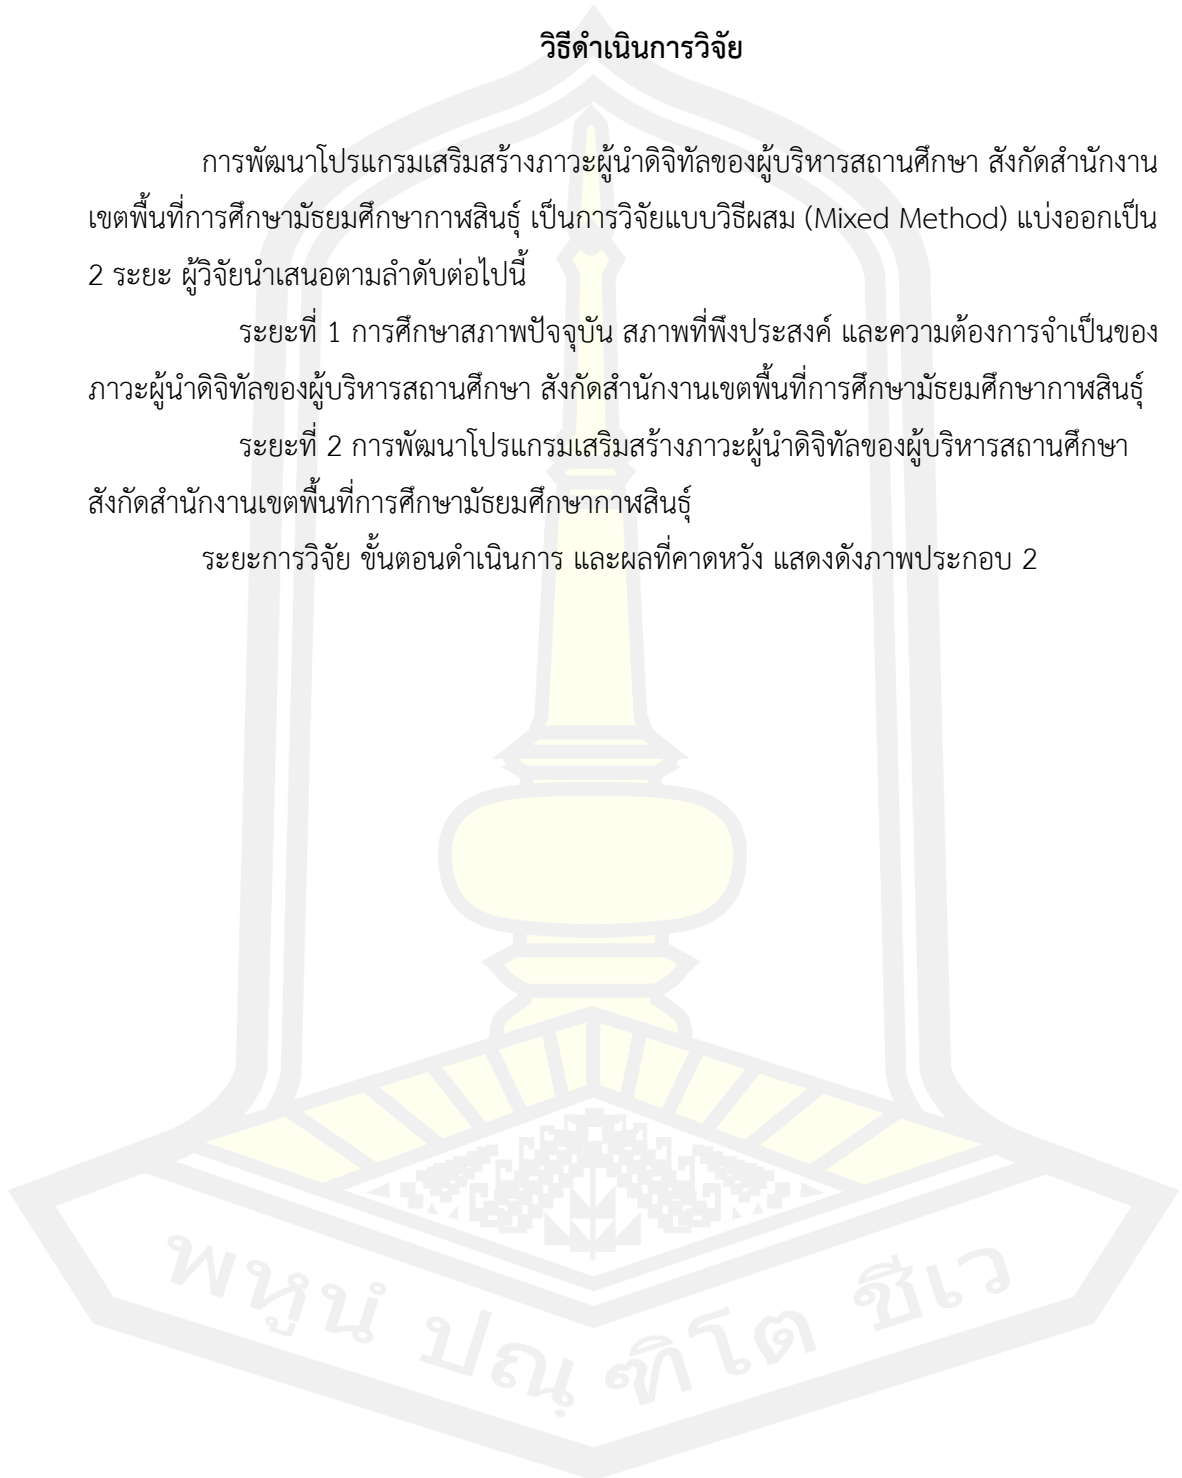 วิธีดำเนินการวิจัย
การพัฒนาโปรแกรมเสริมสร้างภาวะผู้นำดิจิทัลของผู้บริหารสถานศึกษา สังกัดสำนักงาน
เขตพื้นที่การศึกษามัธยมศึกษากาฬสินธุ์ เป็นการวิจัยแบบวิธีผสม (Mixed Method) แบ่งออกเป็น
2 ระยะ ผู้วิจัยนำเสนอตามลำดับต่อไปนี้
ระยะที่ 1 การศึกษาสภาพปัจจุบัน สภาพที่พึงประสงค์ และความต้องการจำเป็นของ
ภาวะผู้นำดิจิทัลของผู้บริหารสถานศึกษา สังกัดสำนักงานเขตพื้นที่การศึกษามัธยมศึกษากาฬสินธุ์
ระยะที่ 2 การพัฒนาโปรแกรมเสริมสร้างภาวะผู้นำดิจิทัลของผู้บริหารสถานศึกษา
สังกัดสำนักงานเขตพื้นที่การศึกษามัธยมศึกษากาฬสินธุ์
ระยะการวิจัย ขั้นตอนดำเนินการ และผลที่คาดหวัง แสดงดังภาพประกอบ 2
พหูนํ ปณฺ ฑิโต ชีเว